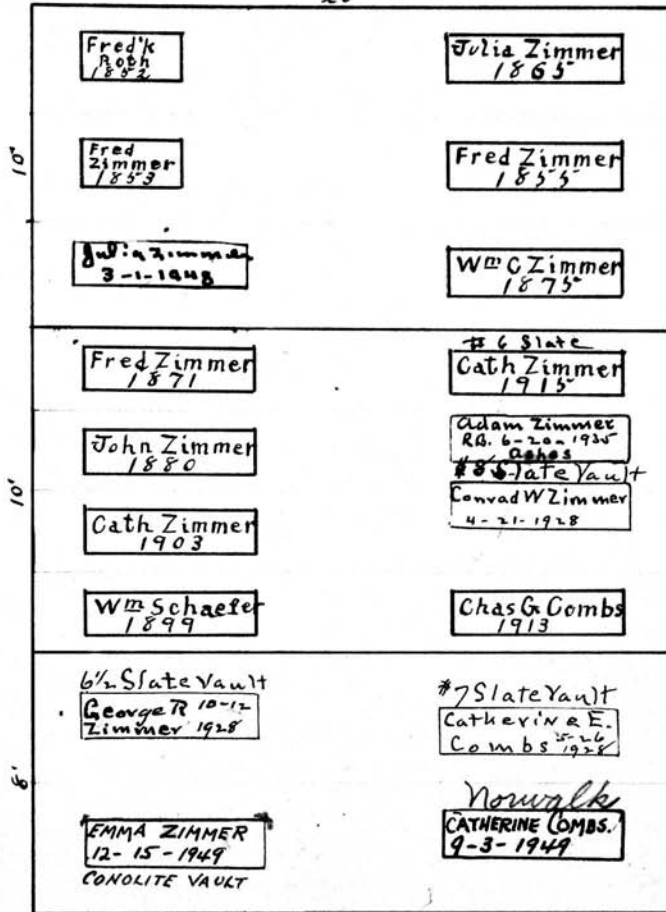 10'
Fred'k
Roth
1852
Julia Zimmer
1865
Fred
Zimmer
1853
Fred Zimmer
1855
Julia Zimmer
3-1-1948
Wm C Zimmer
1875
10'
Fred Zimmer
1871
# 6 Slate
Cath Zimmer
1915
John Zimmer
1880
Adam Zimmer
R.B. 6-20-1935
Ashes
Slate Vault
Conrad W Zimmer
4-21-1928
Cath Zimmer
1903
Wm Schaefer
1899
Chas G Combs
1913
8'
6½ Slate Vault
George R 10-12
Zimmer 1928
#7 Slate Vault
Catherine E.
Combs 5-26 1928
EMMA ZIMMER
12-15-1949
CONOLITE VAULT
Norwalk
CATHERINE COMBS.
9-3-1949